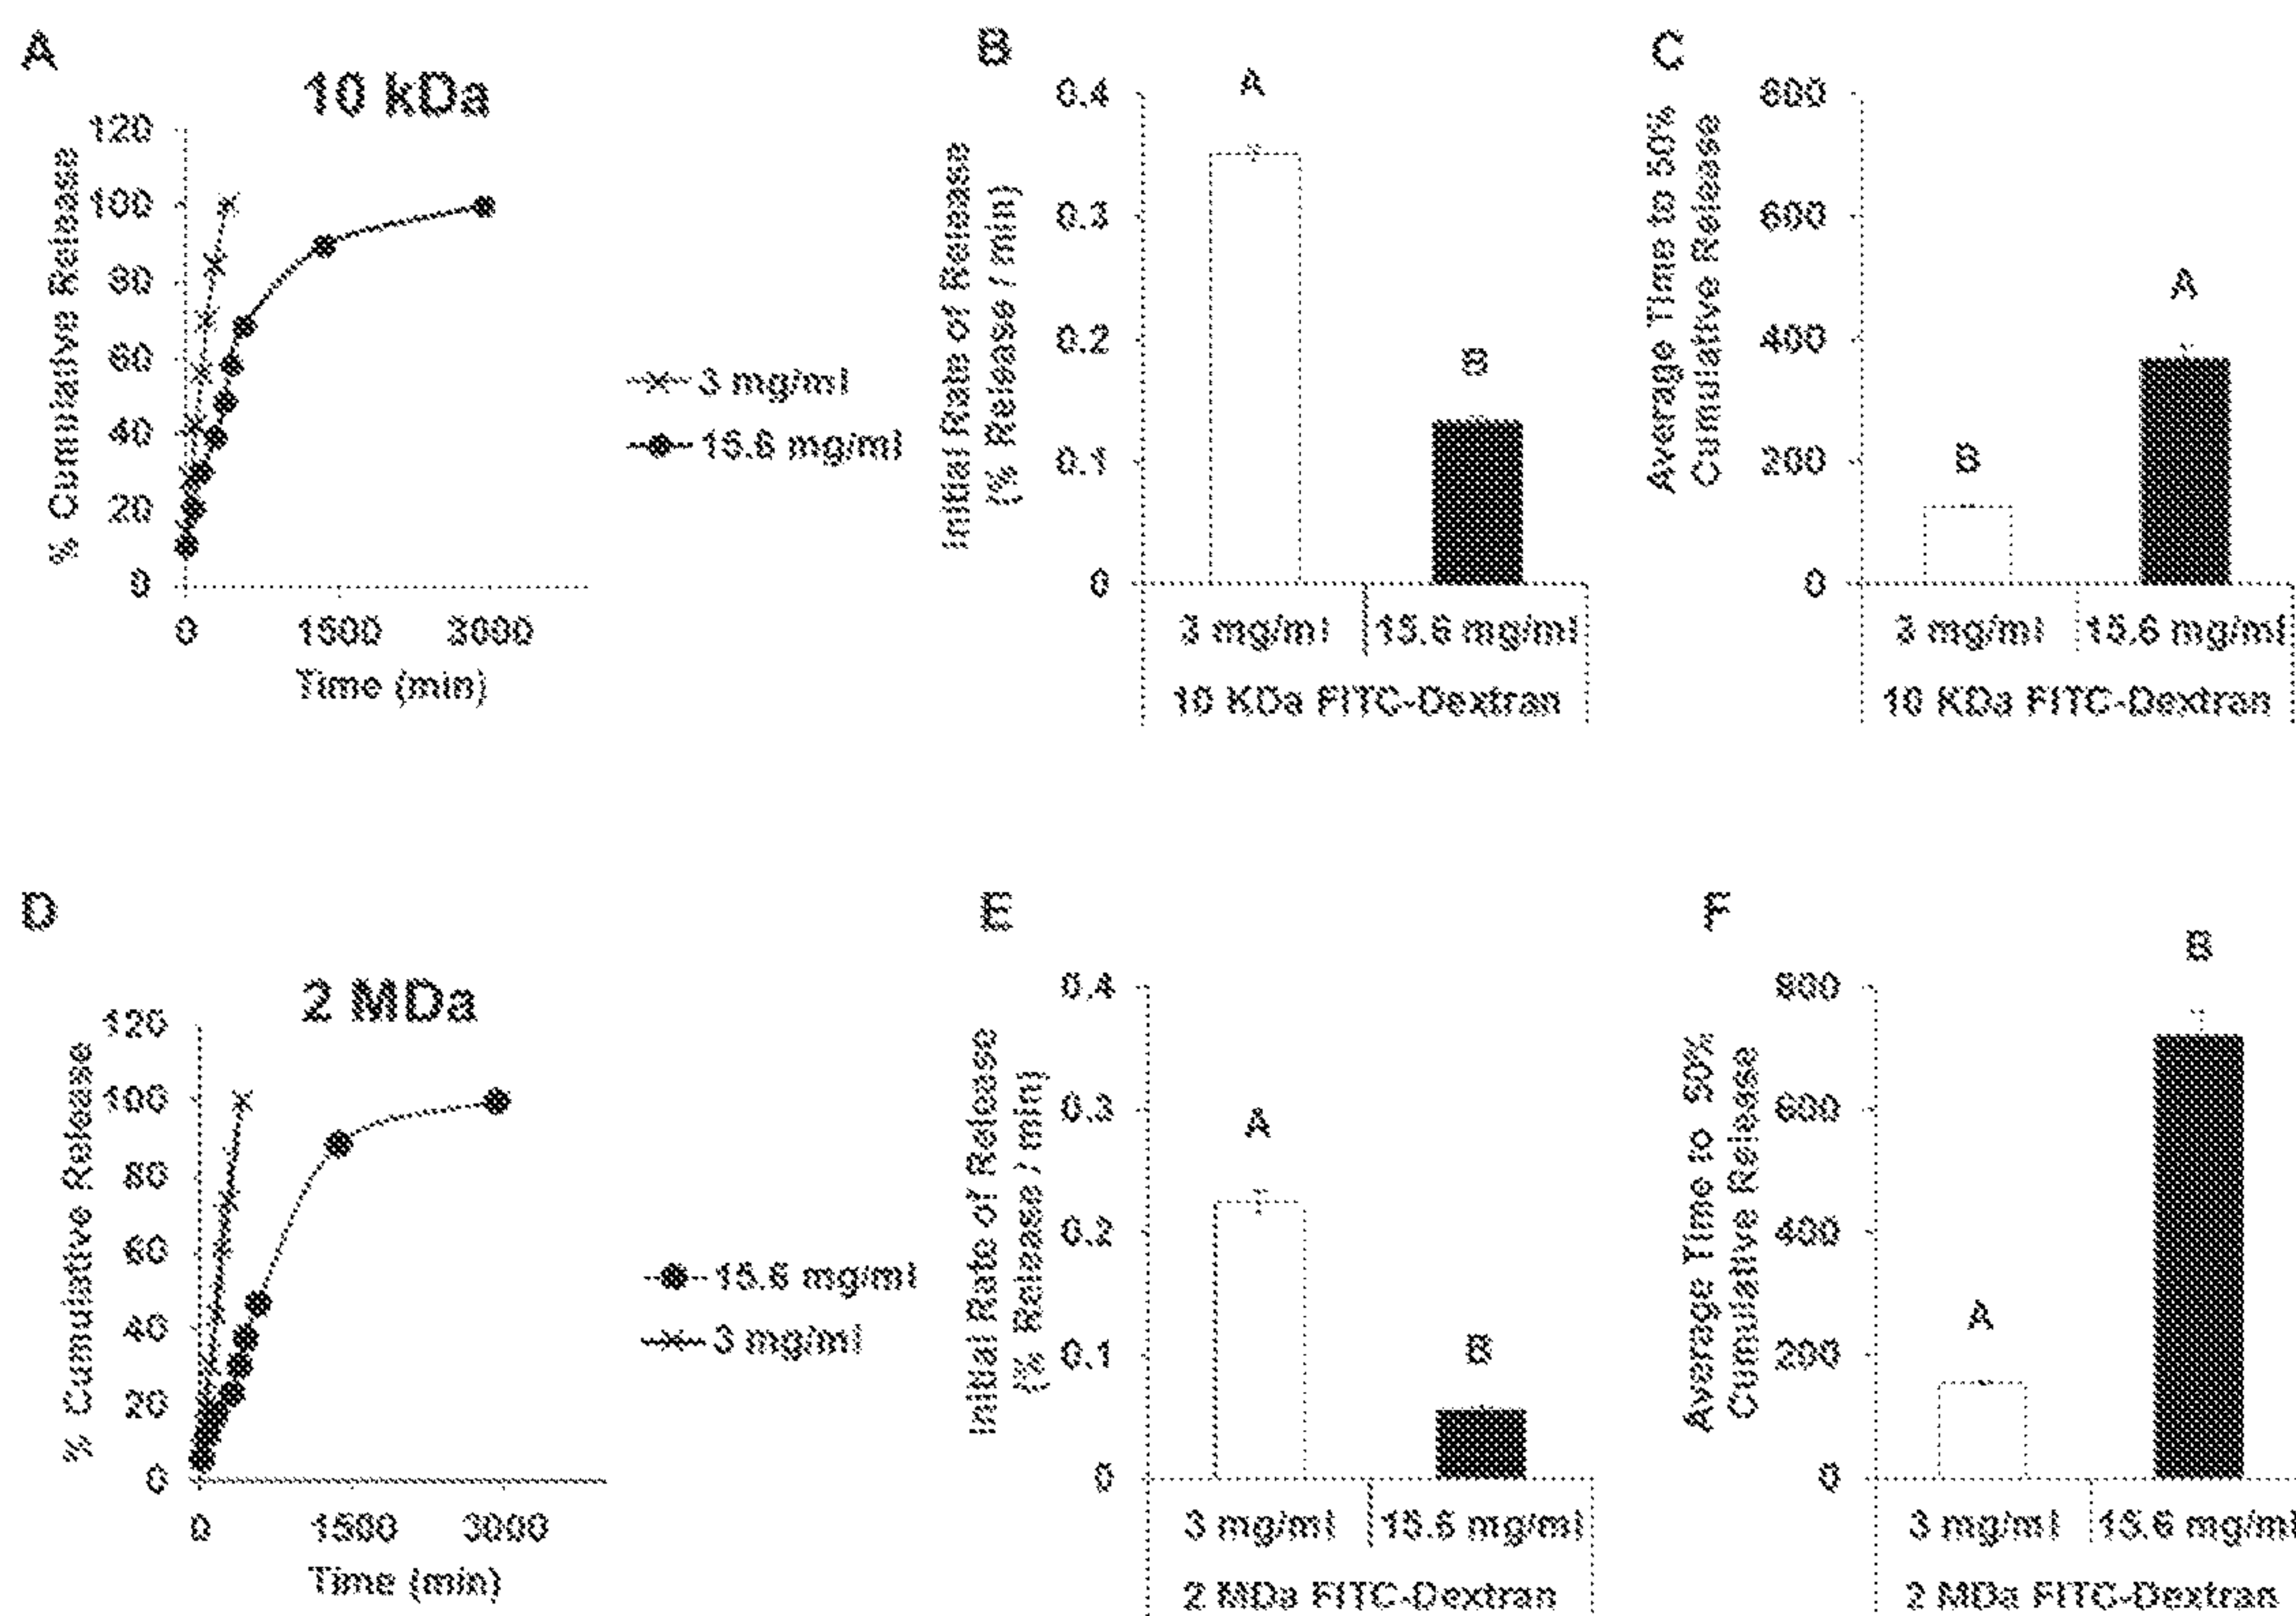 A
10 kDa
% Cumulative Release
120
100
80
60
40
20
0
0 1500 3000
Time (min)
3 mg/ml
15.6 mg/ml
B
Initial Rate of Release
(% Release / min)
0.4
0.3
0.2
0.1
0
A
B
3 mg/ml 15.6 mg/ml
10 KDa FITC-Dextran
C
Average Time to 50%
Cumulative Release
800
600
400
200
0
B
A
3 mg/ml 15.6 mg/ml
10 KDa FITC-Dextran
D
2 MDa
% Cumulative Release
120
100
80
60
40
20
0
0 1500 3000
Time (min)
15.6 mg/ml
3 mg/ml
E
Initial Rate of Release
(% Release / min)
0.4
0.3
0.2
0.1
0
A
B
3 mg/ml 15.6 mg/ml
2 MDa FITC-Dextran
F
Average Time to 50%
Cumulative Release
800
600
400
200
0
A
B
3 mg/ml 15.6 mg/ml
2 MDa FITC-Dextran